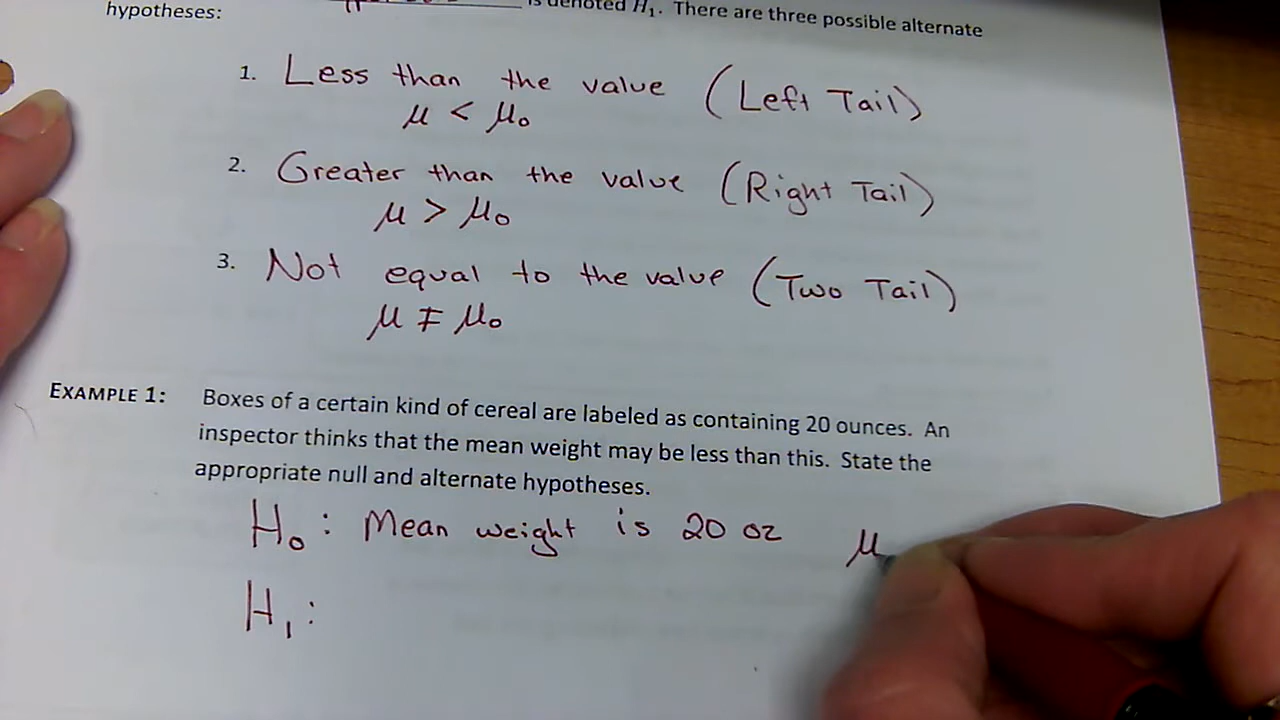 is denoted H₁. There are three possible alternate
hypotheses:
1. Less than the value (Left Tail)
μ < μ₀
2. Greater than the value (Right Tail)
μ > μ₀
3. Not equal to the value (Two Tail)
μ ≠ μ₀
EXAMPLE 1: Boxes of a certain kind of cereal are labeled as containing 20 ounces. An
inspector thinks that the mean weight may be less than this. State the
appropriate null and alternate hypotheses.
H₀: Mean weight is 20 oz μ
H₁: